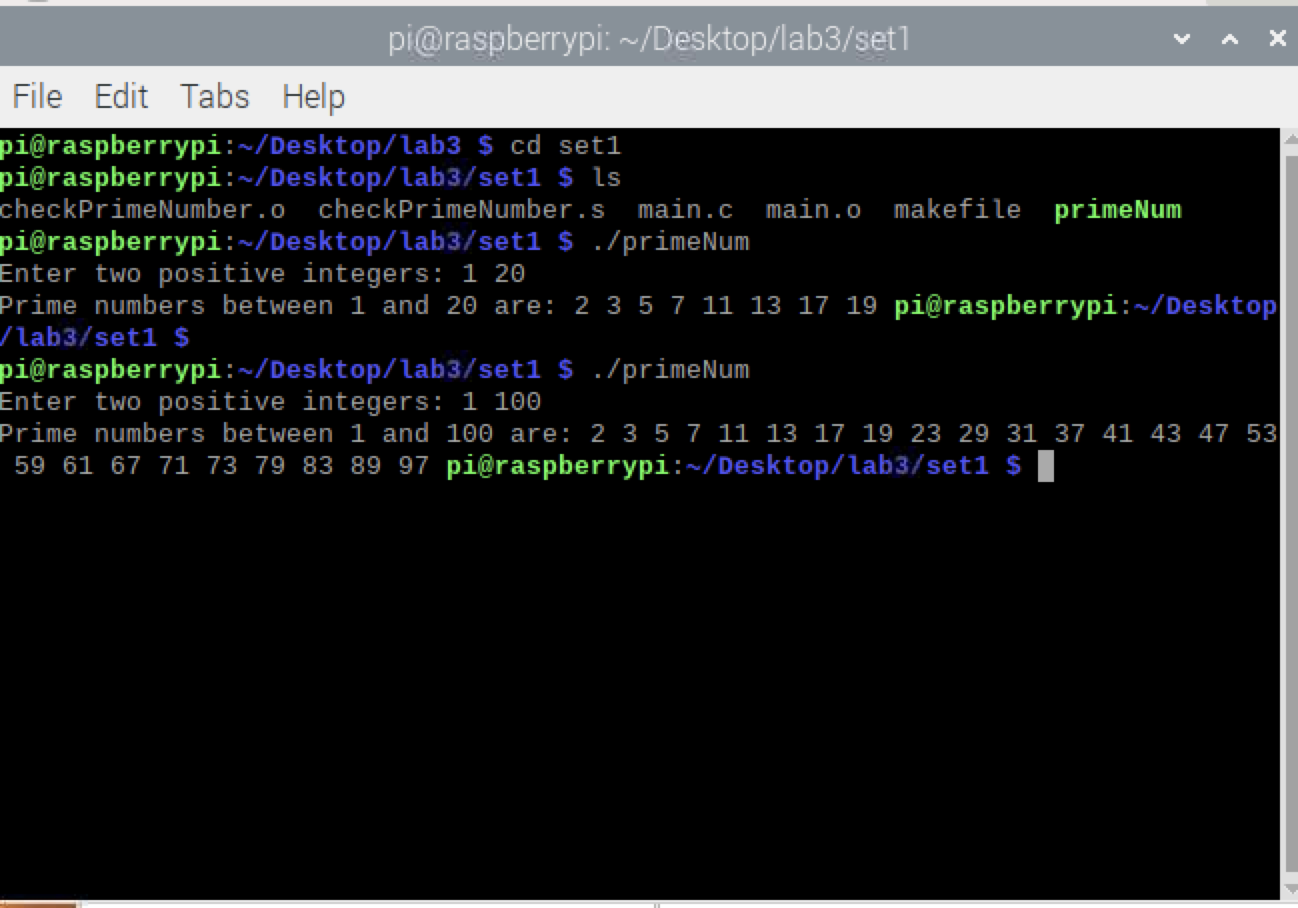 pi@raspberrypi: ~/Desktop/lab3/set1
File Edit Tabs Help
pi@raspberrypi:~/Desktop/lab3 $ cd set1
pi@raspberrypi:~/Desktop/lab3/set1 $ ls
checkPrimeNumber.o  checkPrimeNumber.s  main.c  main.o  makefile  primeNum
pi@raspberrypi:~/Desktop/lab3/set1 $ ./primeNum
Enter two positive integers: 1 20
Prime numbers between 1 and 20 are: 2 3 5 7 11 13 17 19 pi@raspberrypi:~/Desktop
/lab3/set1 $
pi@raspberrypi:~/Desktop/lab3/set1 $ ./primeNum
Enter two positive integers: 1 100
Prime numbers between 1 and 100 are: 2 3 5 7 11 13 17 19 23 29 31 37 41 43 47 53
 59 61 67 71 73 79 83 89 97 pi@raspberrypi:~/Desktop/lab3/set1 $